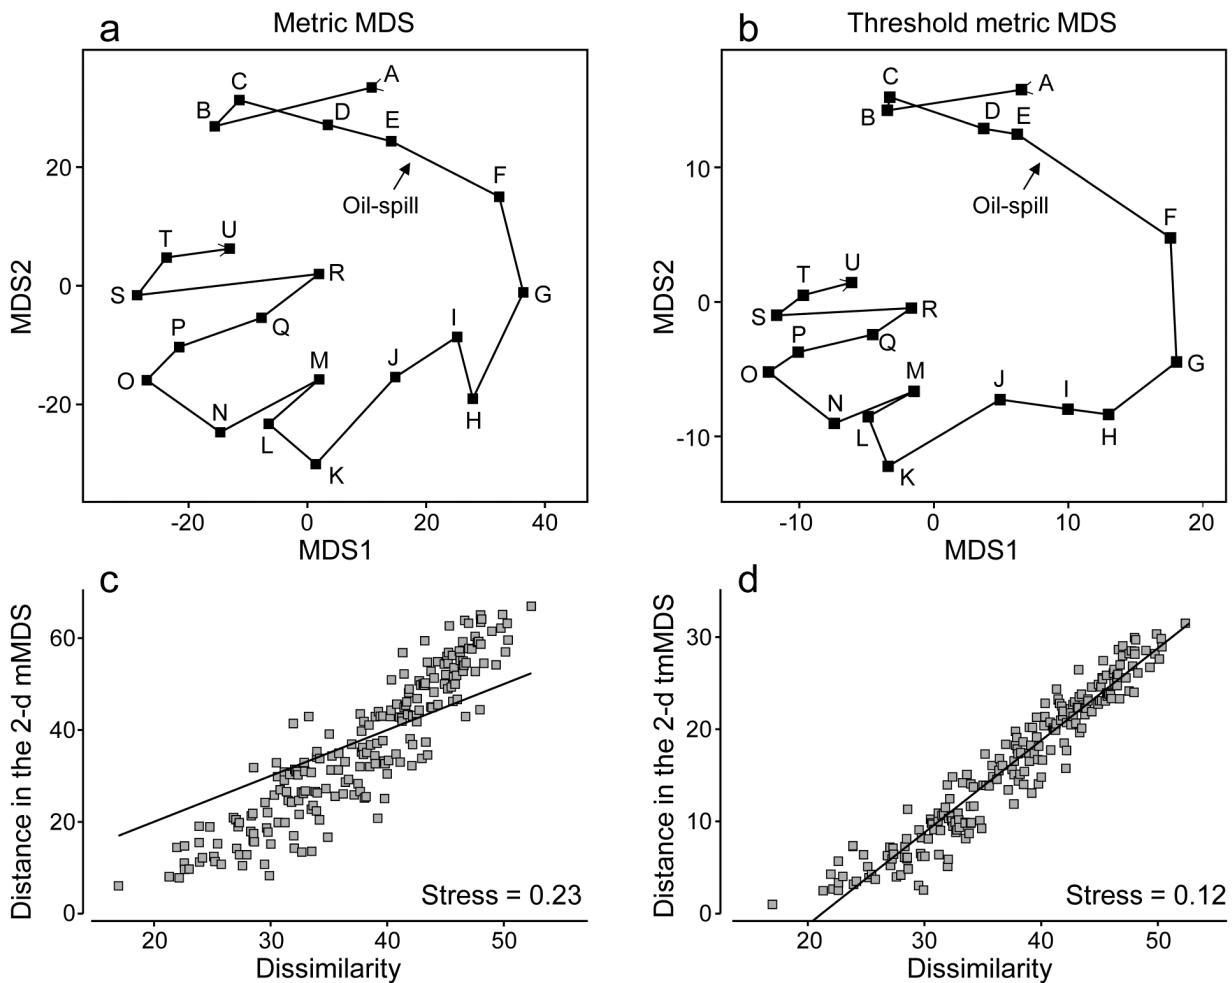 a
Metric MDS
MDS2
20
0
-20
A
B
C
D
E
F
G
H
I
J
K
L
M
N
O
P
Q
R
S
T
U
Oil-spill
-20
0
20
40
MDS1
b
Threshold metric MDS
MDS2
10
0
-10
A
B
C
D
E
F
G
H
I
J
K
L
M
N
O
P
Q
R
S
T
U
Oil-spill
-10
0
10
20
MDS1
c
Distance in the 2-d mMDS
60
40
20
0
Stress = 0.23
20
30
40
50
Dissimilarity
d
Distance in the 2-d tmMDS
30
20
10
0
Stress = 0.12
20
30
40
50
Dissimilarity